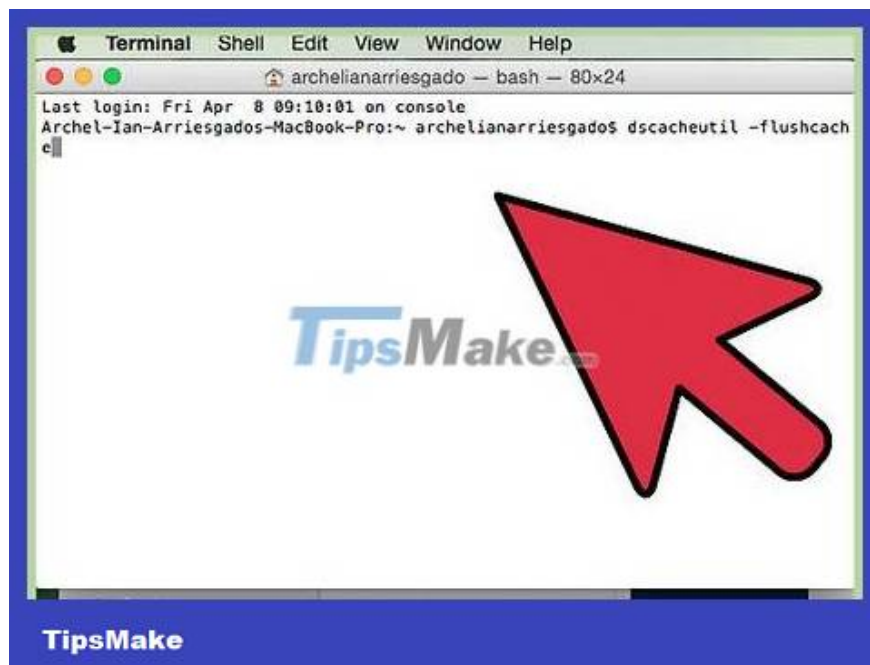 Terminal Shell Edit View Window Help
archelianarriesgado — bash — 80×24
Last login: Fri Apr  8 09:10:01 on console
Archel-Ian-Arriesgados-MacBook-Pro:~ archelianarriesgado$ dscacheutil -flushcach
e
TipsMake.com
TipsMake